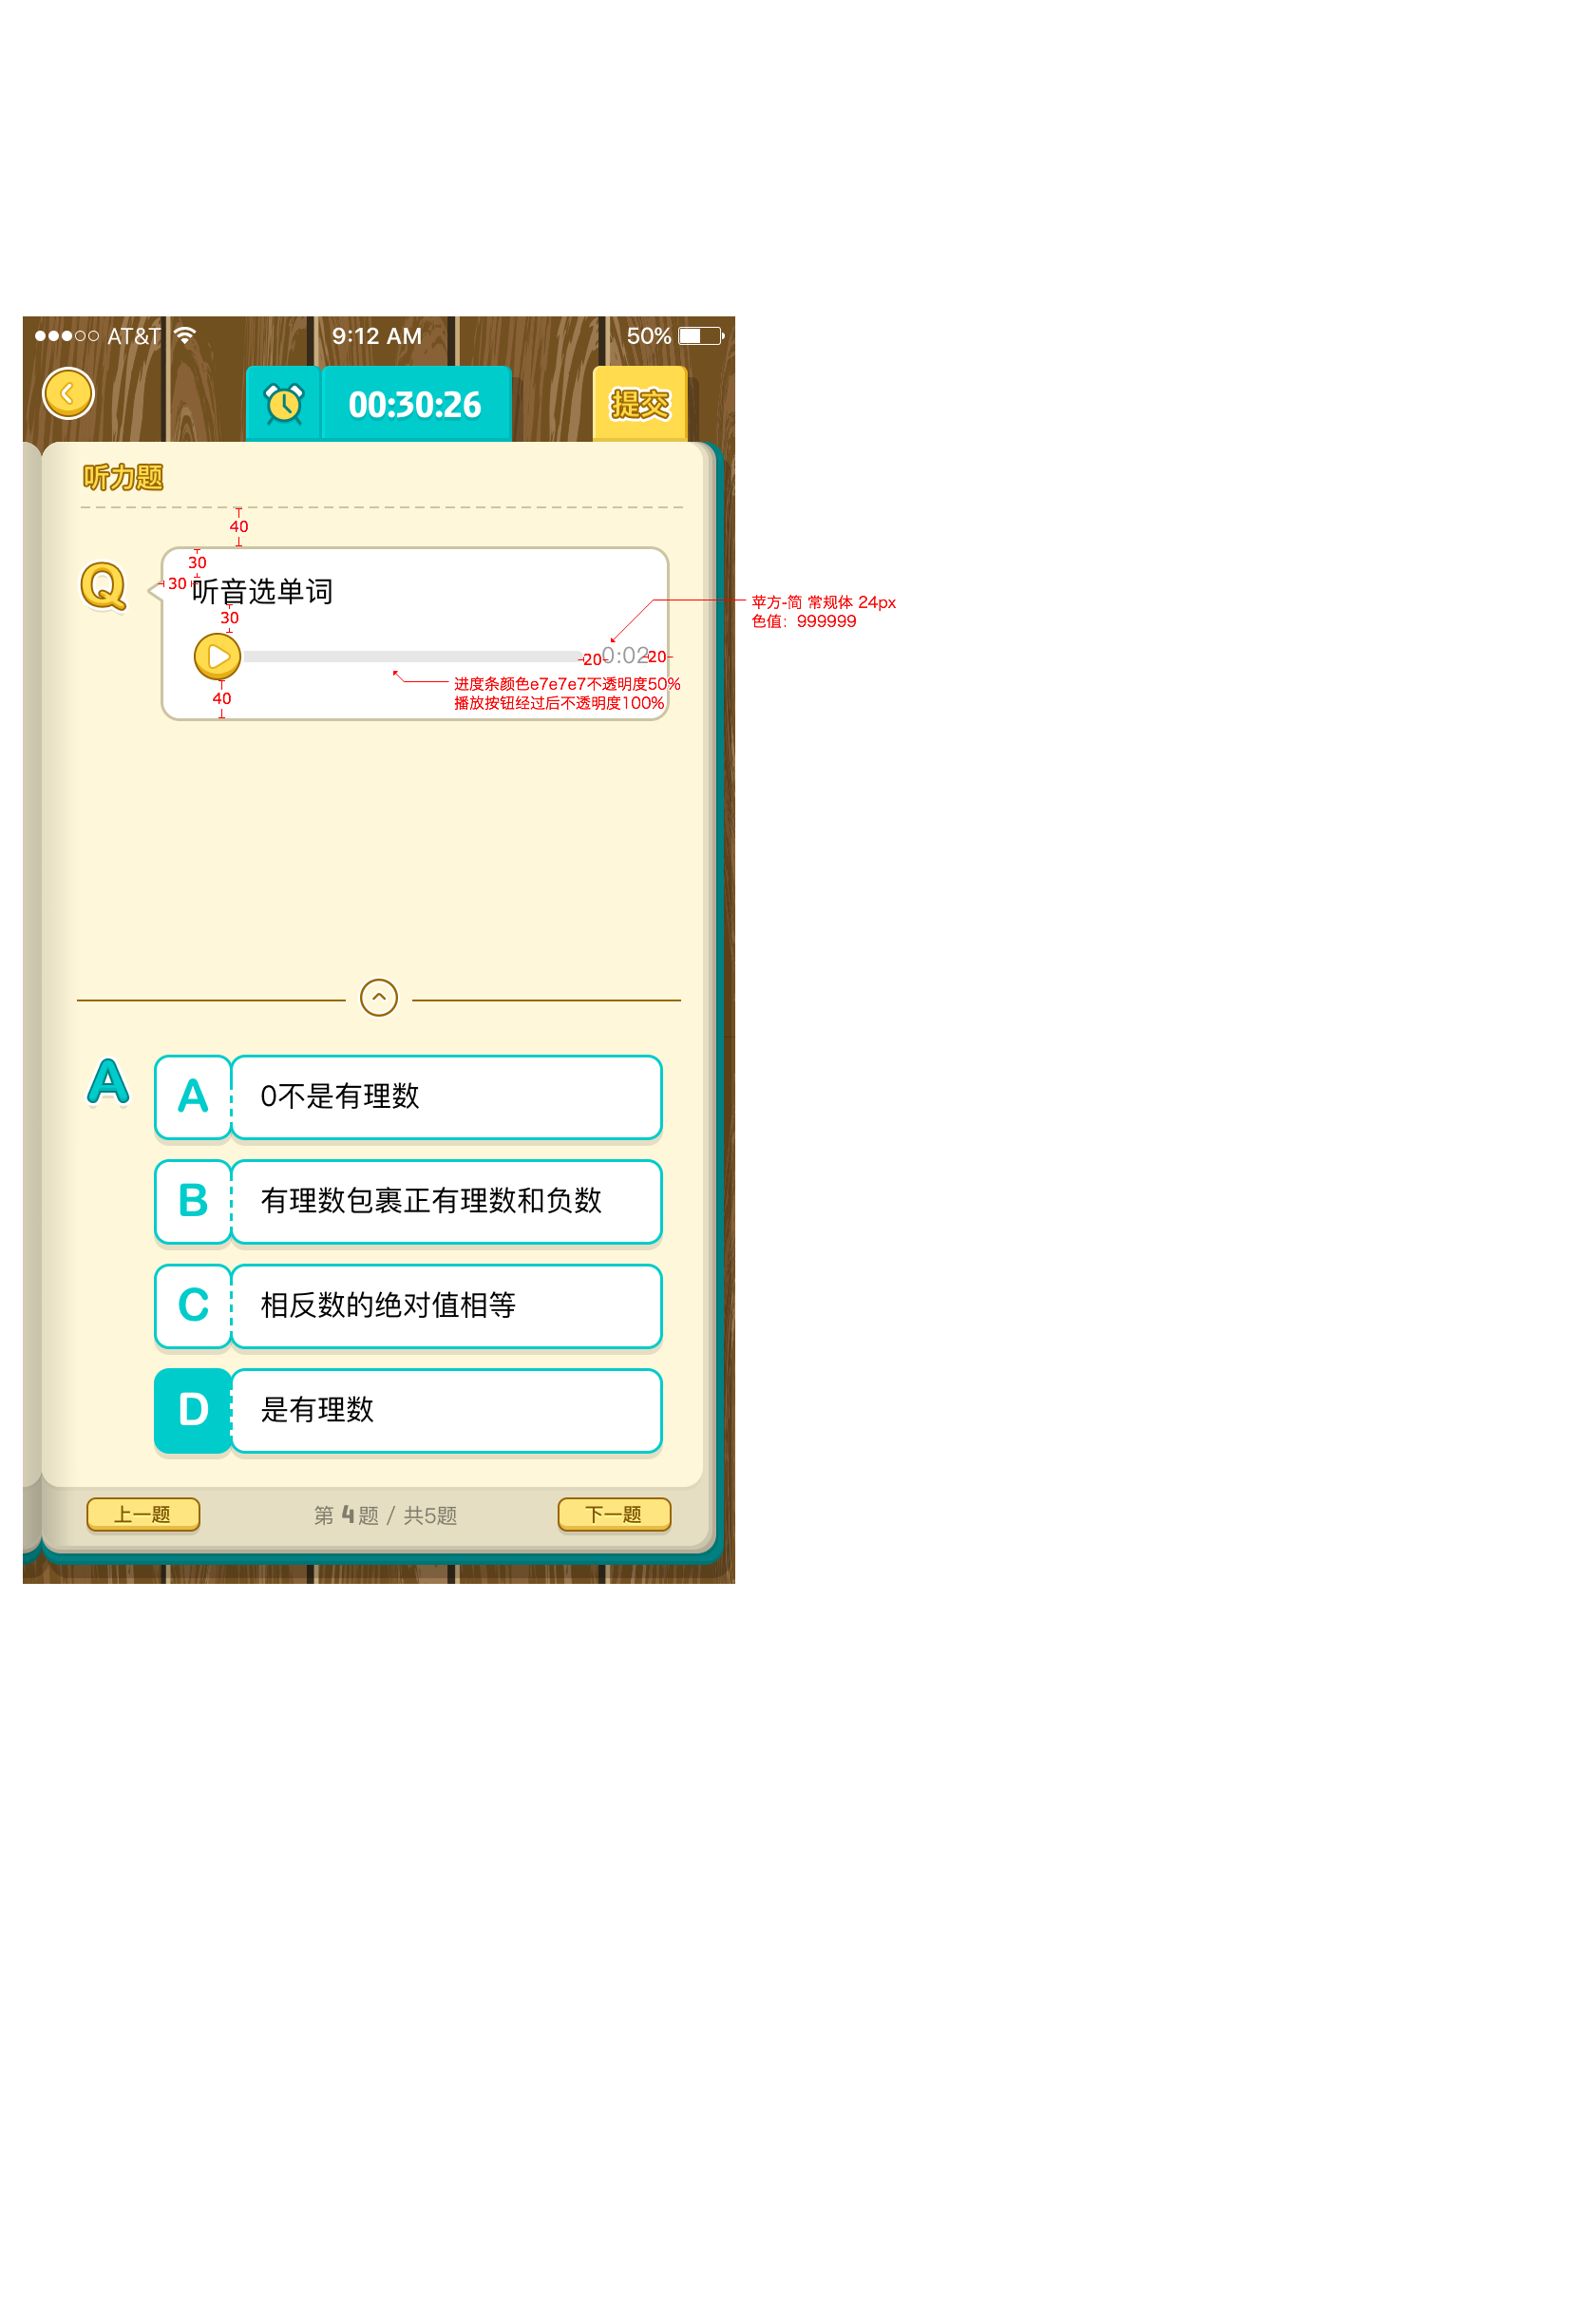 AT&T 9:12 AM 50%
00:30:26 提交
听力题
40
30
Q 30 听音选单词
30
苹方-简 常规体 24px
色值：999999
20 0:02 20
进度条颜色e7e7e7不透明度50%
播放按钮经过后不透明度100%
40
A A 0不是有理数
B 有理数包裹正有理数和负数
C 相反数的绝对值相等
D 是有理数
上一题 第 4 题 / 共5题 下一题